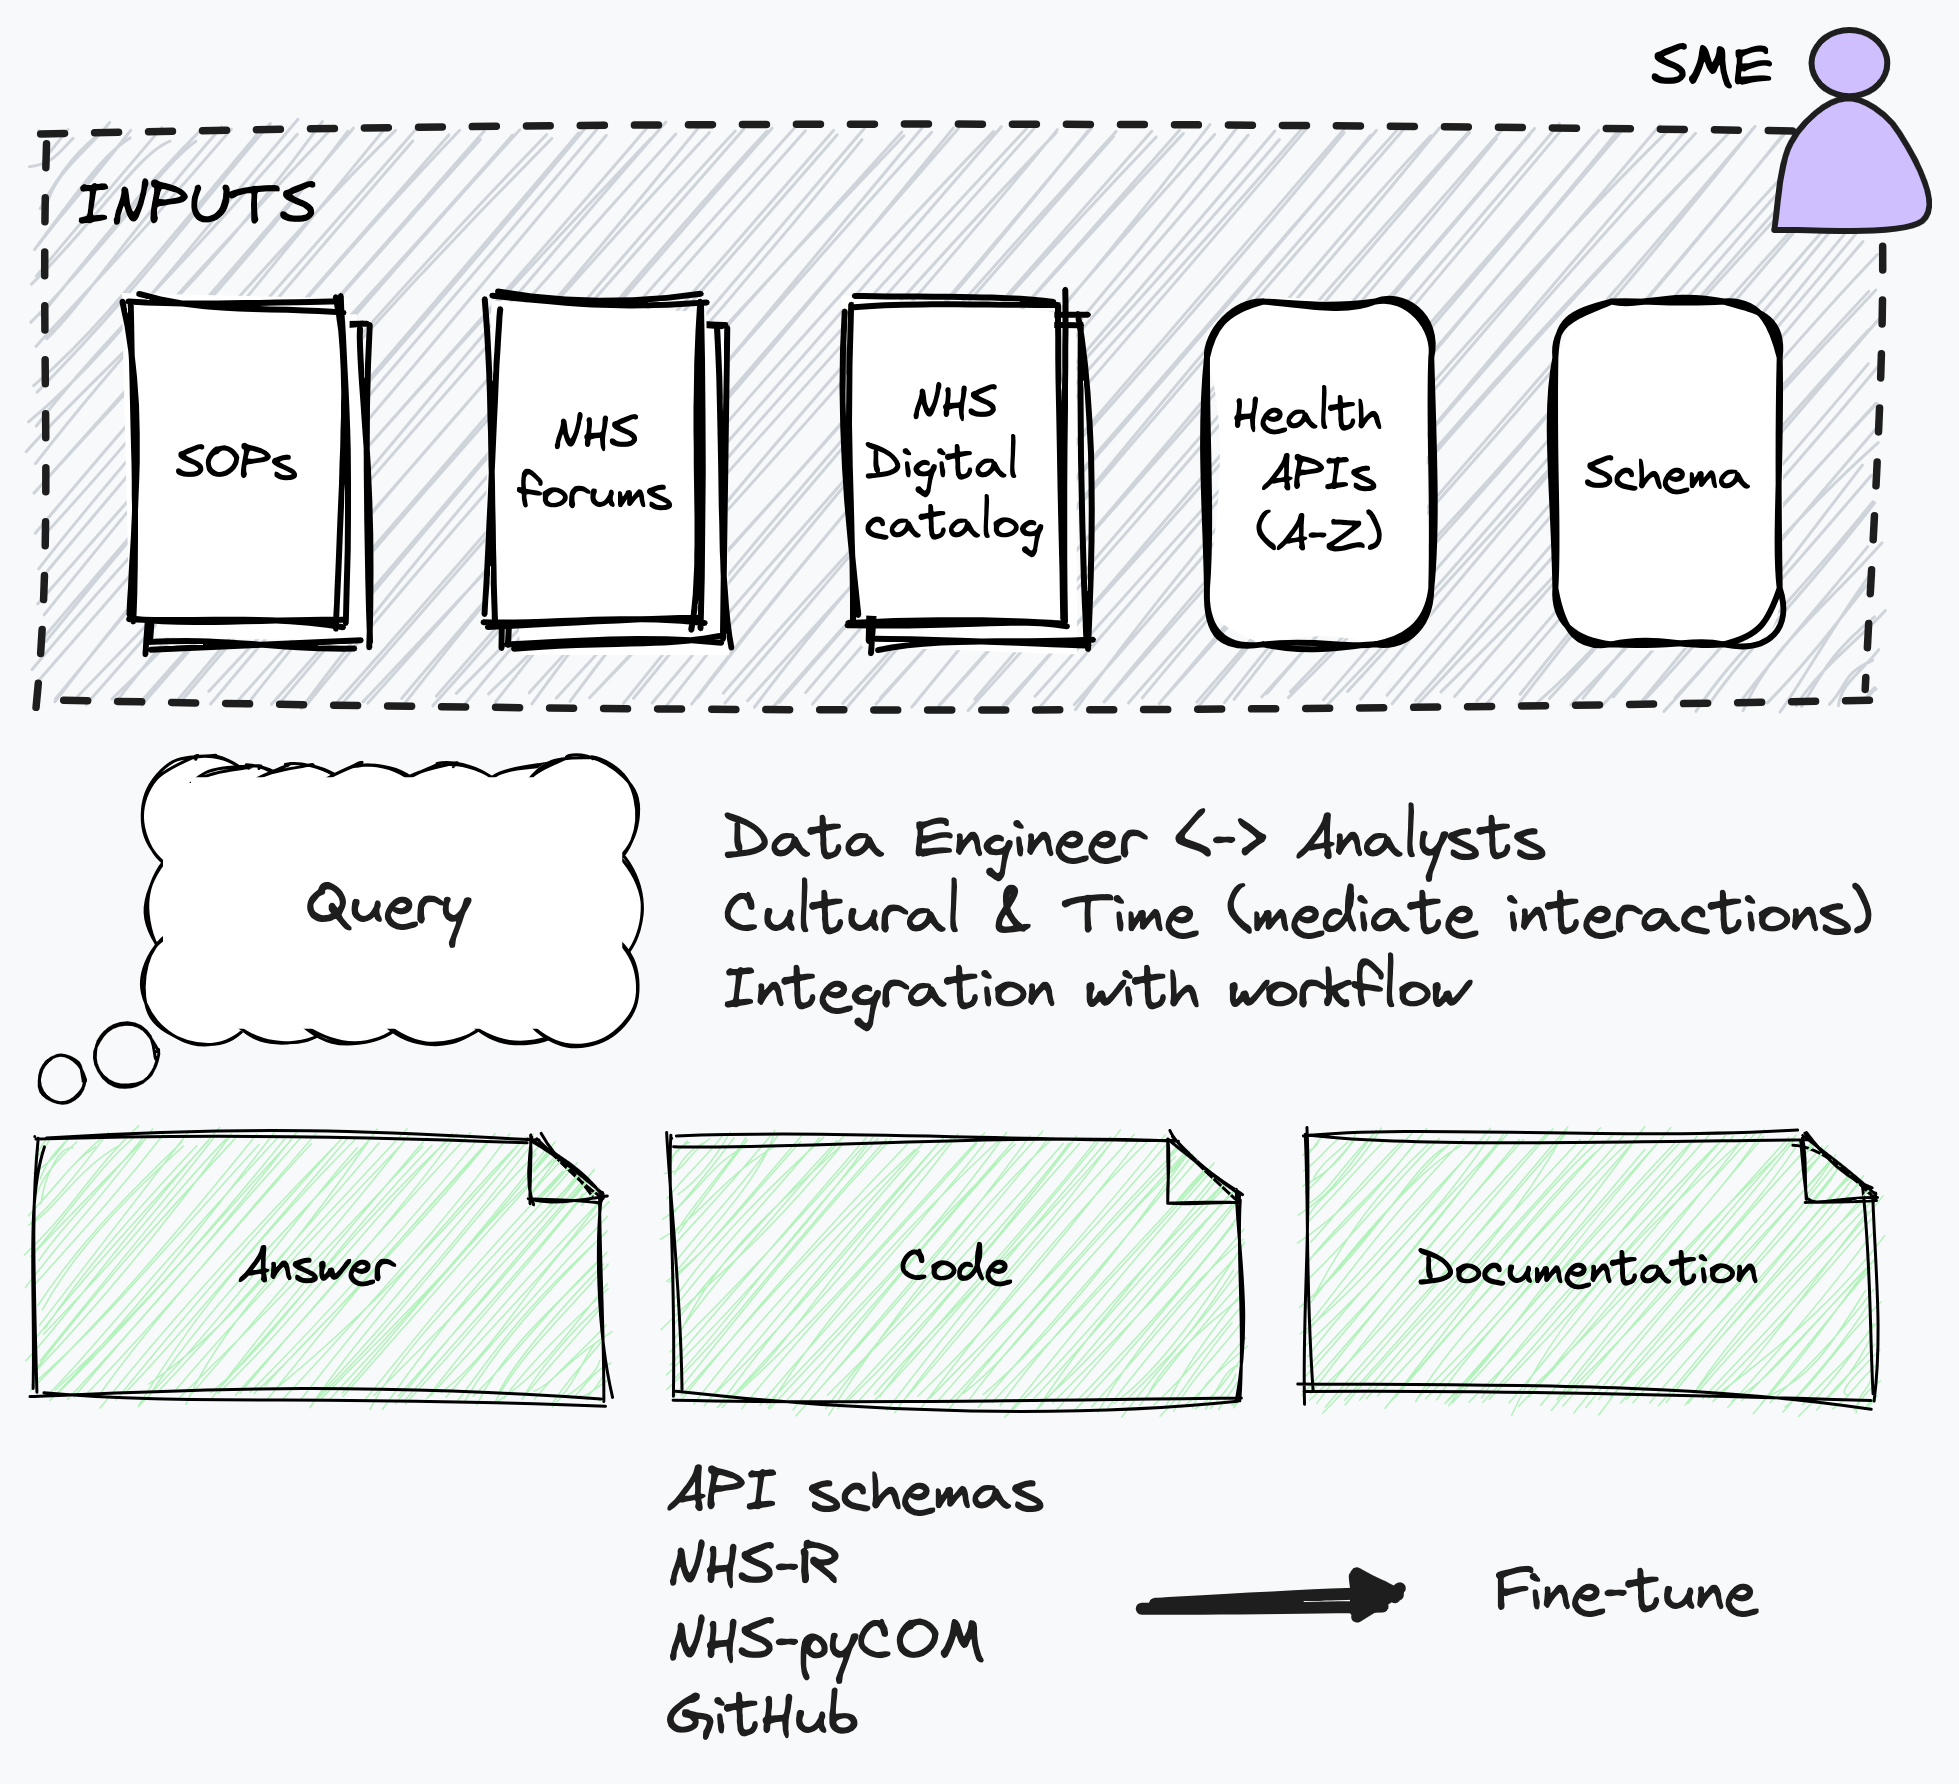 SME
INPUTS
SOPs
NHS
forums
NHS
Digital
catalog
Health
APIs
(A-Z)
Schema
Query
Data Engineer <-> Analysts
Cultural & Time (mediate interactions)
Integration with workflow
Answer
Code
Documentation
API schemas
NHS-R
NHS-pyCOM
GitHub
Fine-tune